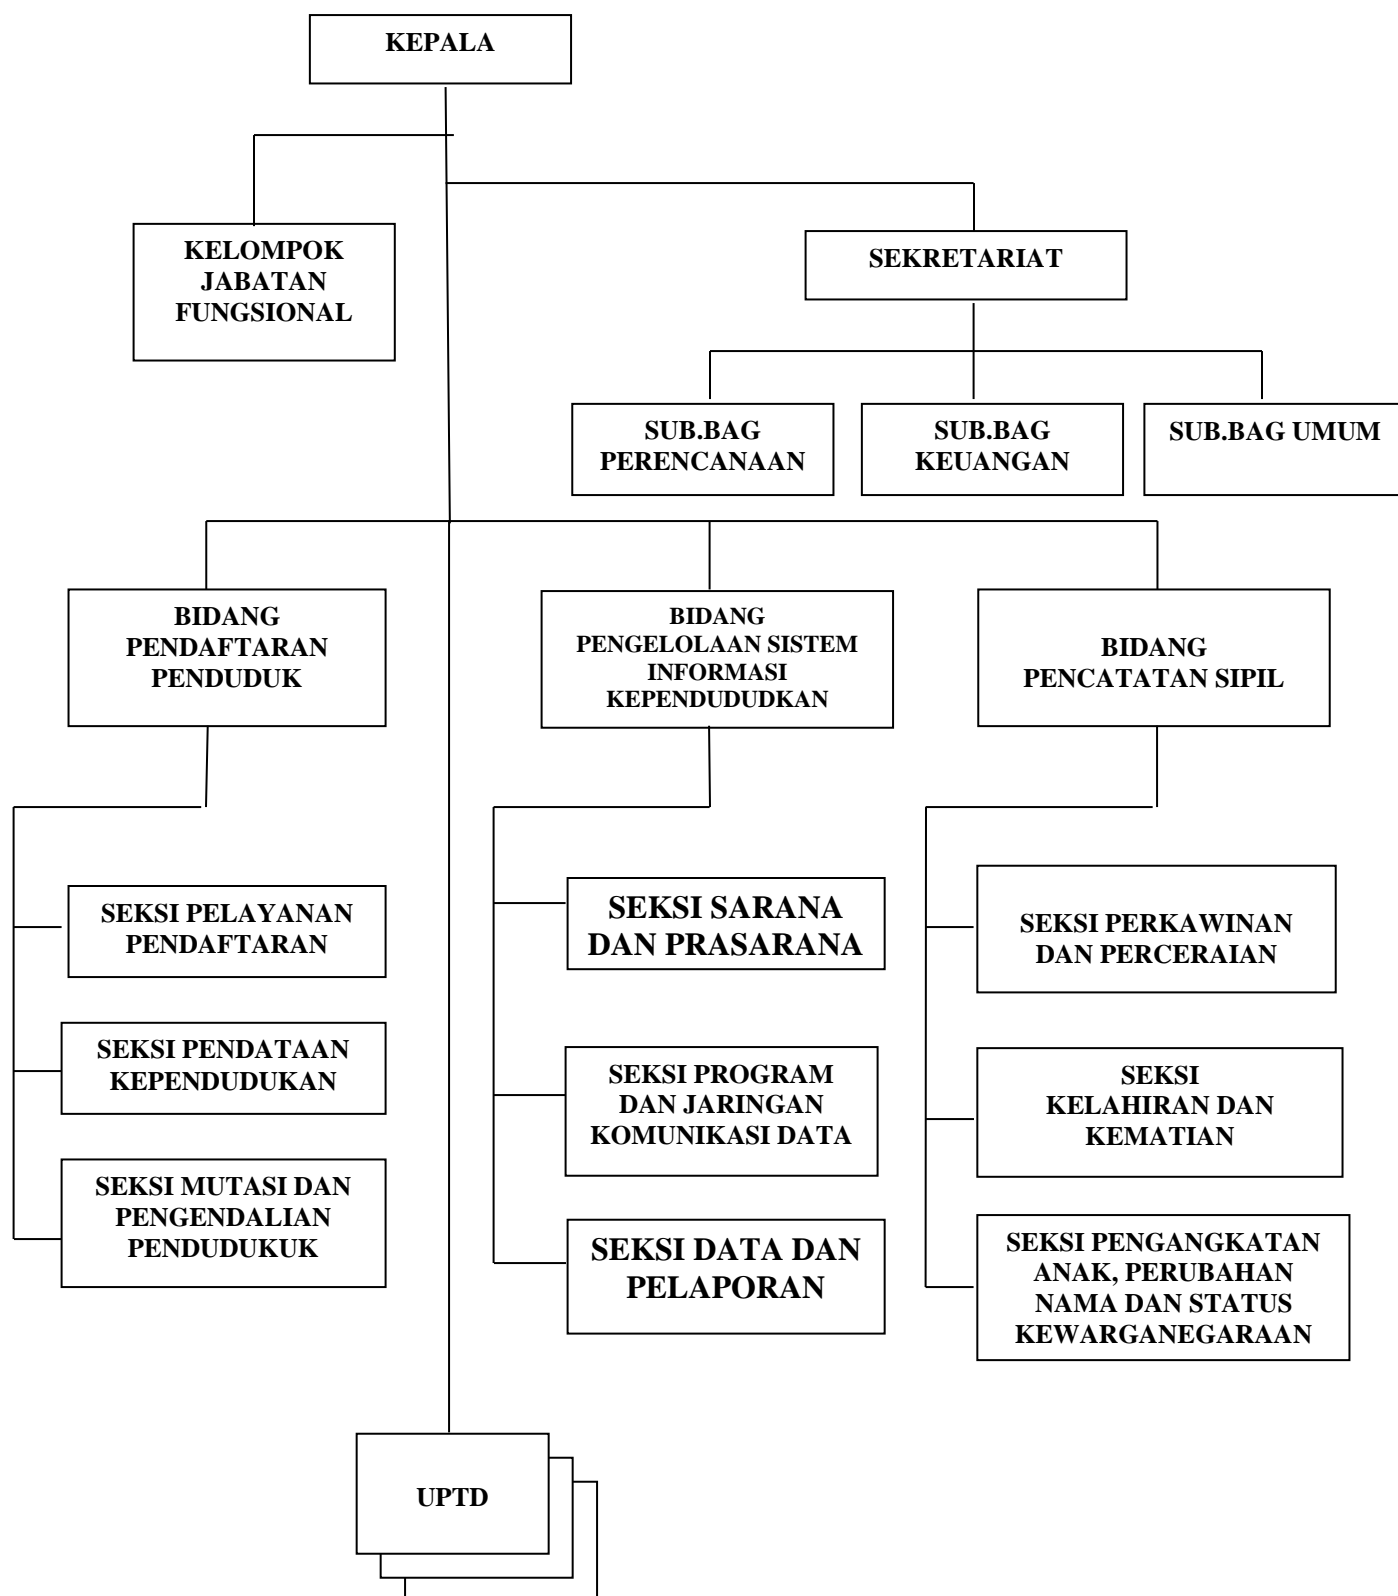 KEPALA
KELOMPOK
JABATAN
FUNGSIONAL
SEKRETARIAT
SUB.BAG
PERENCANAAN
SUB.BAG
KEUANGAN
SUB.BAG UMUM
BIDANG
PENDAFTARAN
PENDUDUK
BIDANG
PENGELOLAAN SISTEM
INFORMASI
KEPENDUDUDKAN
BIDANG
PENCATATAN SIPIL
SEKSI PELAYANAN
PENDAFTARAN
SEKSI PENDATAAN
KEPENDUDUKAN
SEKSI MUTASI DAN
PENGENDALIAN
PENDUDUKUK
SEKSI SARANA
DAN PRASARANA
SEKSI PROGRAM
DAN JARINGAN
KOMUNIKASI DATA
SEKSI DATA DAN
PELAPORAN
SEKSI PERKAWINAN
DAN PERCERAIAN
SEKSI
KELAHIRAN DAN
KEMATIAN
SEKSI PENGANGKATAN
ANAK, PERUBAHAN
NAMA DAN STATUS
KEWARGANEGARAAN
UPTD